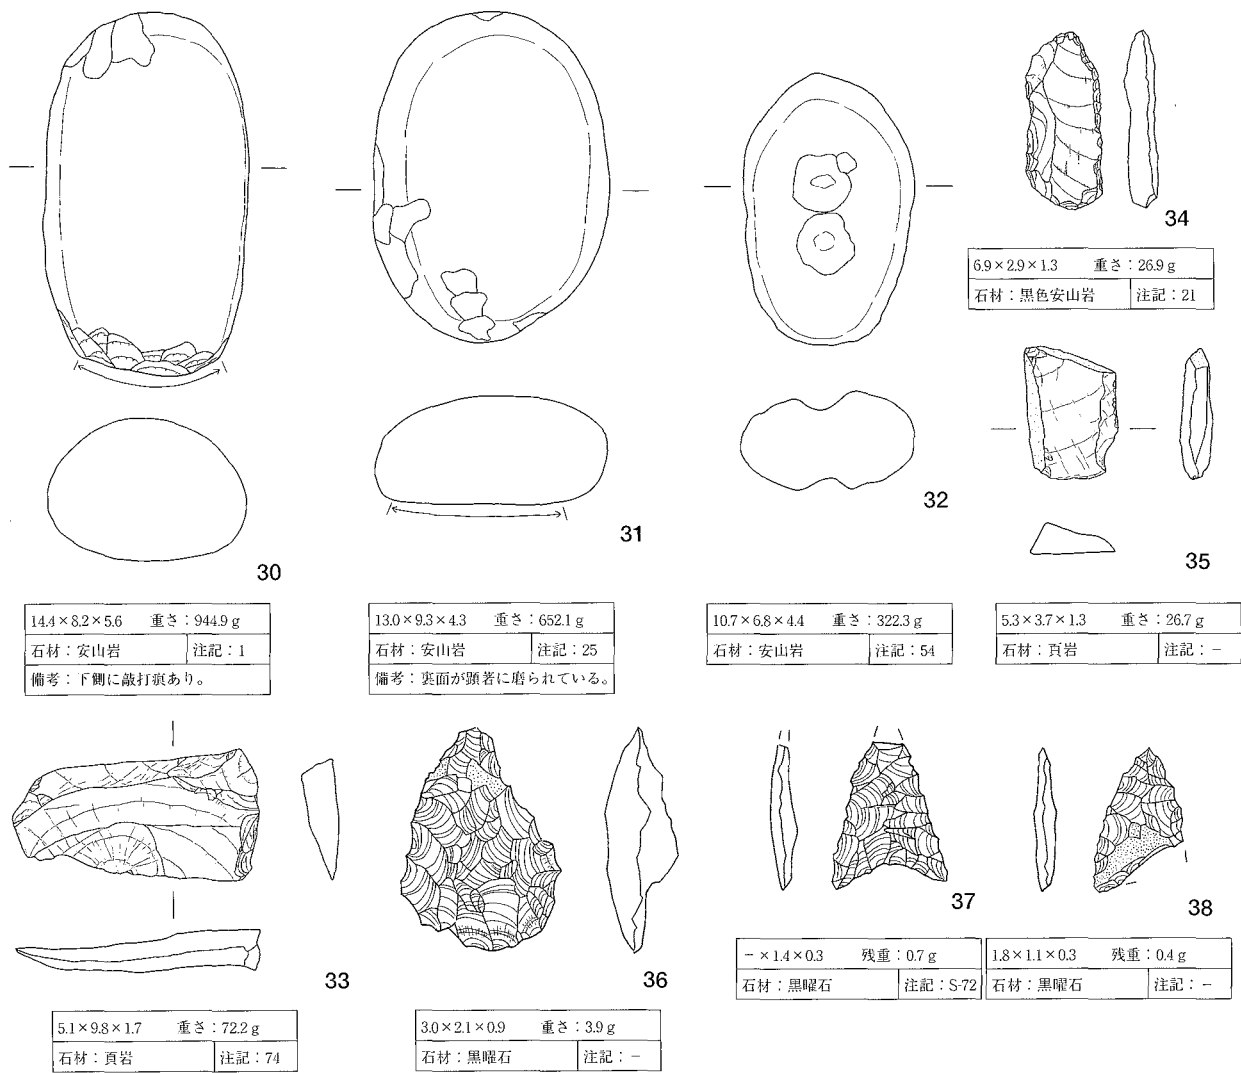 30
14.4×8.2×5.6 重さ:944.9 g
石材:安山岩 注記:1
備考:下側に敲打痕あり。
31
13.0×9.3×4.3 重さ:652.1 g
石材:安山岩 注記:25
備考:裏面が顕著に磨られている。
32
10.7×6.8×4.4 重さ:322.3 g
石材:安山岩 注記:54
34
6.9×2.9×1.3 重さ:26.9 g
石材:黒色安山岩 注記:21
35
5.3×3.7×1.3 重さ:26.7 g
石材:頁岩 注記:−
33
5.1×9.8×1.7 重さ:72.2 g
石材:頁岩 注記:74
36
3.0×2.1×0.9 重さ:3.9 g
石材:黒曜石 注記:−
37
−×1.4×0.3 残重:0.7 g
石材:黒曜石 注記:S-72
38
1.8×1.1×0.3 残重:0.4 g
石材:黒曜石 注記:−